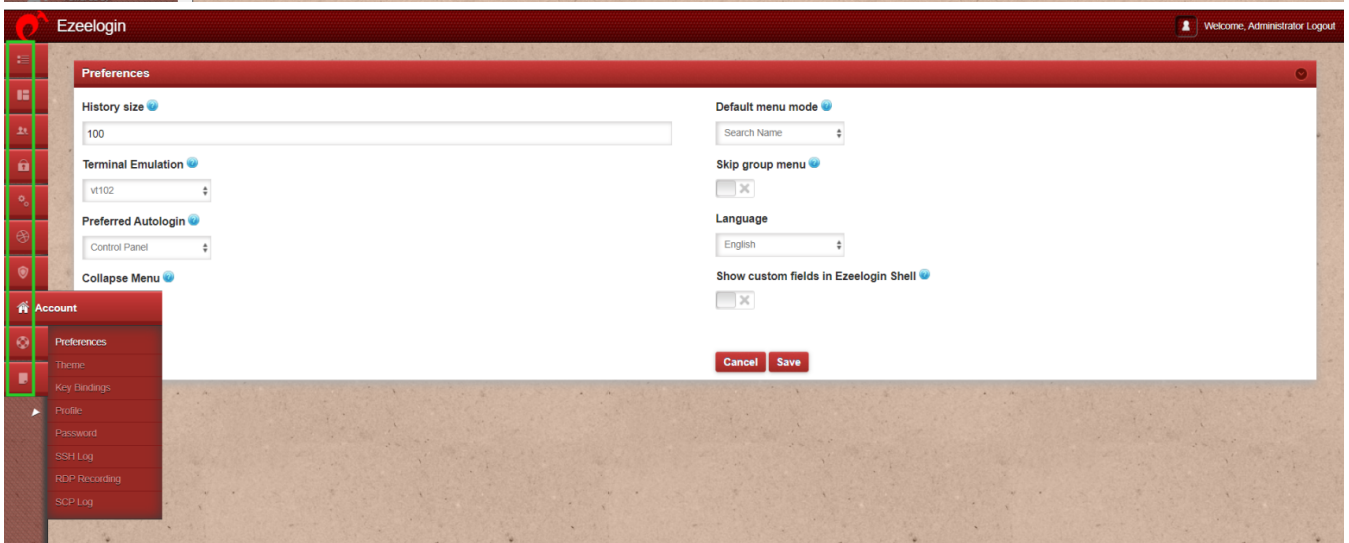 Ezeelogin
Welcome, Administrator Logout
Preferences
History size
100
Default menu mode
Search Name
Terminal Emulation
vt102
Skip group menu
Preferred Autologin
Control Panel
Language
English
Collapse Menu
Show custom fields in Ezeelogin Shell
Account
Preferences
Theme
Key Bindings
Profile
Password
SSH Log
RDP Recording
SCP Log
Cancel Save